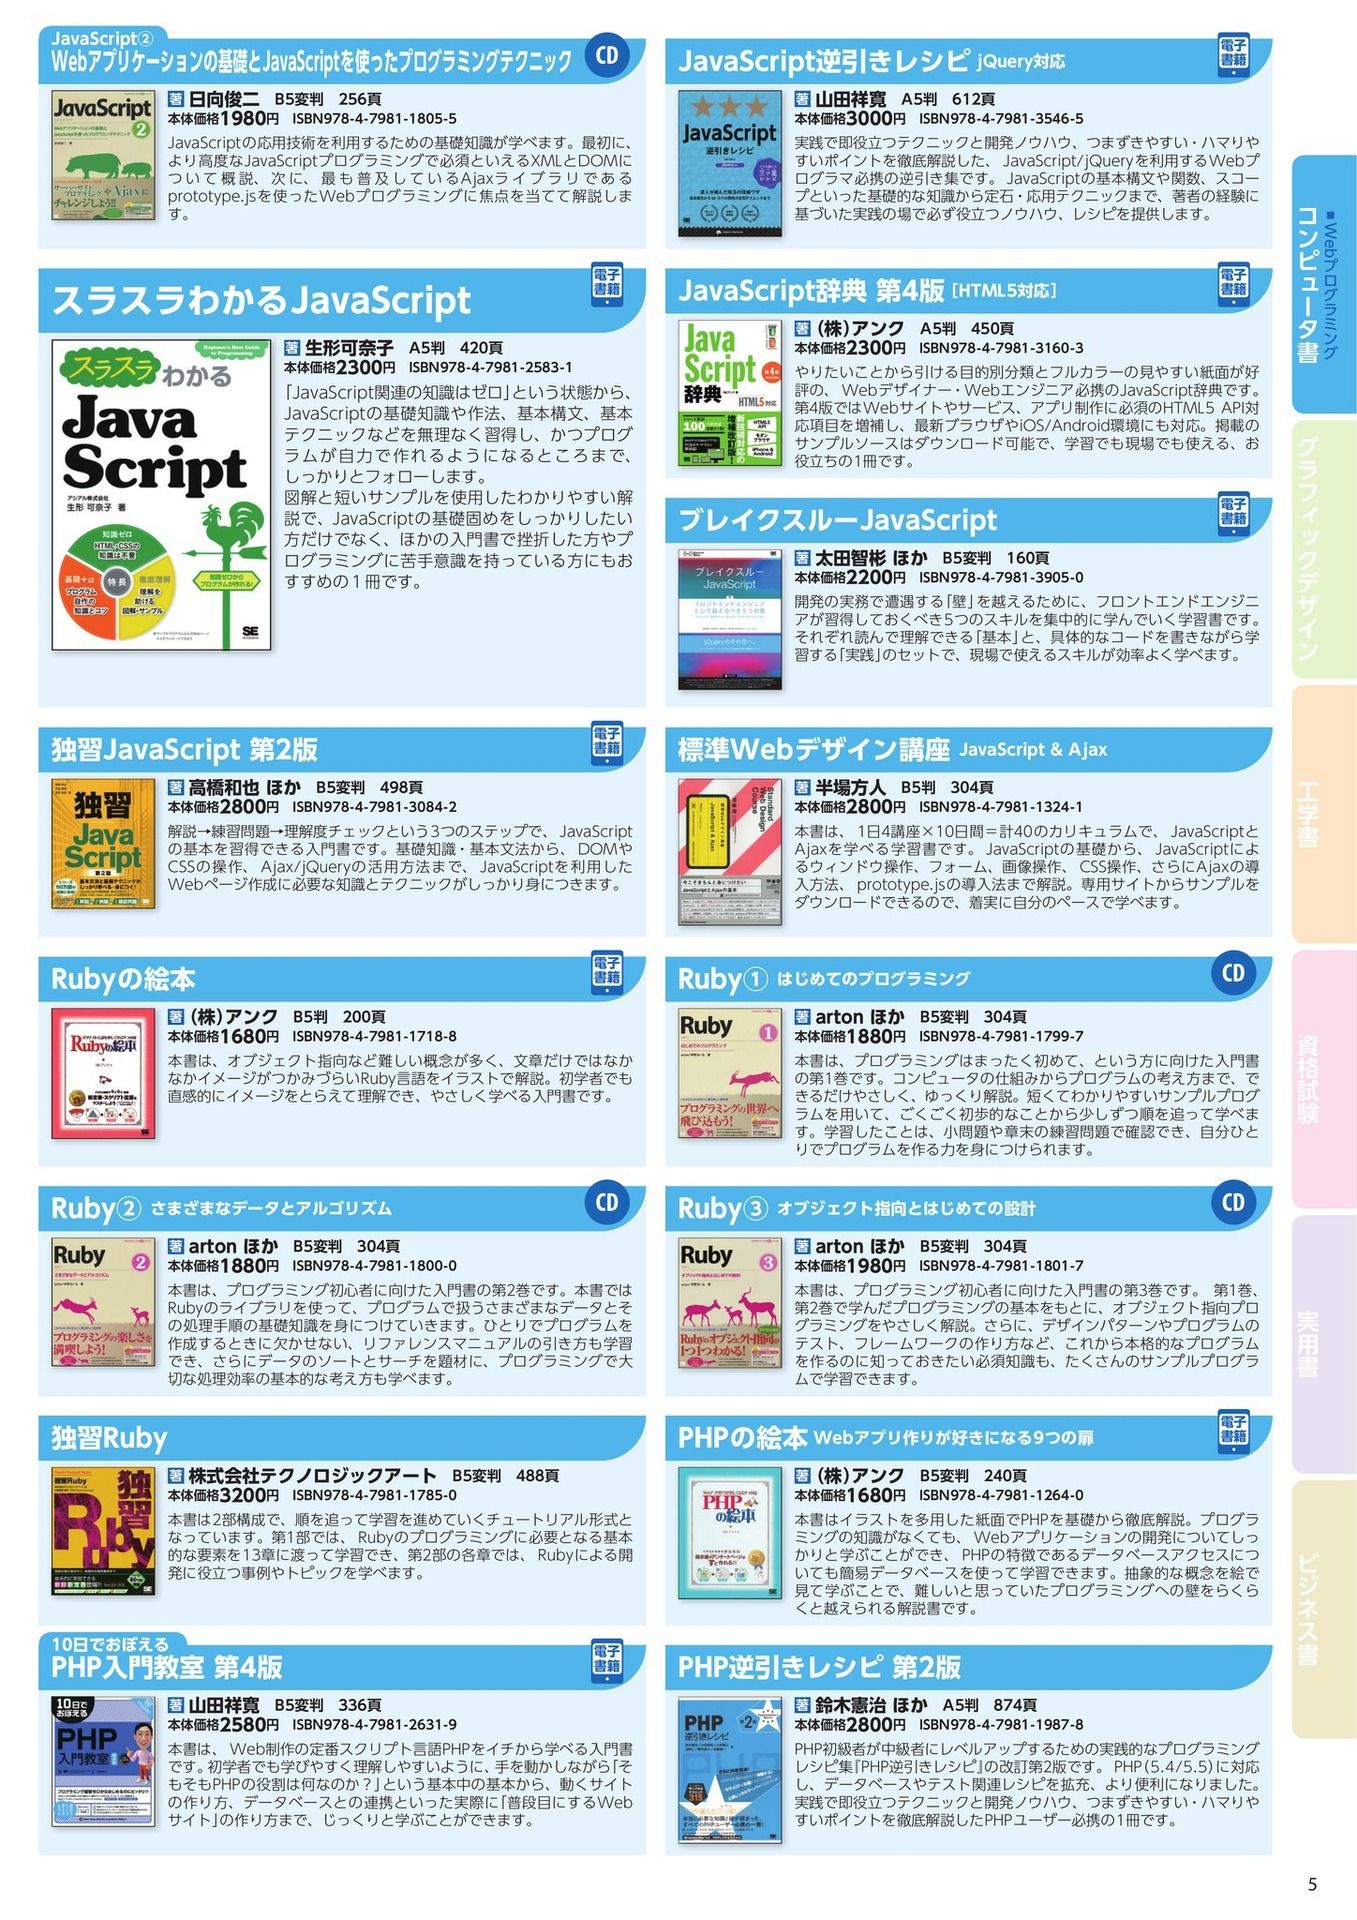 JavaScript②
Webアプリケーションの基礎とJavaScriptを使ったプログラミングテクニック
CD
著 日向俊二 B5変判 256頁
本体価格1980円 ISBN978-4-7981-1805-5
JavaScriptの応用技術を利用するための基礎知識が学べます。最初に、
より高度なJavaScriptプログラミングで必須といえるXMLとDOMに
ついて概説、次に、最も普及しているAjaxライブラリである
prototype.jsを使ったWebプログラミングに焦点を当てて解説しま
す。
JavaScript逆引きレシピ jQuery対応
電子書籍
著 山田祥寛 A5判 612頁
本体価格3000円 ISBN978-4-7981-3546-5
実践で即役立つテクニックと開発ノウハウ、つまずきやすい・ハマりや
すいポイントを徹底解説した、JavaScript/jQueryを利用するWebプ
ログラマ必携の逆引き集です。JavaScriptの基本構文や関数、スコー
プといった基礎的な知識から定石・応用テクニックまで、著者の経験に
基づいた実践の場で必ず役立つノウハウ、レシピを提供します。
スラスラわかるJavaScript
電子書籍
著 生形可奈子 A5判 420頁
本体価格2300円 ISBN978-4-7981-2583-1
「JavaScript関連の知識はゼロ」という状態から、
JavaScriptの基礎知識や作法、基本構文、基本
テクニックなどを無理なく習得し、かつプログ
ラムが自力で作れるようになるところまで、
しっかりとフォローします。
図解と短いサンプルを使用したわかりやすい解
説で、JavaScriptの基礎固めをしっかりしたい
方だけでなく、ほかの入門書で挫折した方やプ
ログラミングに苦手意識を持っている方にもお
すすめの1冊です。
スラスラわかる
Java
Script
アシアル株式会社
生形 可奈子 著
知識ゼロ
HTML・CSSの
知識は不要
基礎+α
プログラム
自作の
知識とコツ
特長
徹底理解
理解を
助ける
図解・サンプル
知識ゼロから
プログラムが作れる!
SE
JavaScript辞典 第4版 [HTML5対応]
電子書籍
著 (株)アンク A5判 450頁
本体価格2300円 ISBN978-4-7981-3160-3
やりたいことから引ける目的別分類とフルカラーの見やすい紙面が好
評の、Webデザイナー・Webエンジニア必携のJavaScript辞典です。
第4版ではWebサイトやサービス、アプリ制作に必須のHTML5 API対
応項目を増補し、最新ブラウザやiOS/Android環境にも対応。掲載の
サンプルソースはダウンロード可能で、学習でも現場でも使える、お
役立ちの1冊です。
ブレイクスルーJavaScript
電子書籍
著 太田智彬 ほか B5変判 160頁
本体価格2200円 ISBN978-4-7981-3905-0
開発の実務で遭遇する「壁」を越えるために、フロントエンドエンジニ
アが習得しておくべき5つのスキルを集中的に学んでいく学習書です。
それぞれ読んで理解できる「基本」と、具体的なコードを書きながら学
習する「実践」のセットで、現場で使えるスキルが効率よく学べます。
独習JavaScript 第2版
電子書籍
著 高橋和也 ほか B5変判 498頁
本体価格2800円 ISBN978-4-7981-3084-2
解説→練習問題→理解度チェックという3つのステップで、JavaScript
の基本を習得できる入門書です。基礎知識・基本文法から、DOMや
CSSの操作、Ajax/jQueryの活用方法まで、JavaScriptを利用した
Webページ作成に必要な知識とテクニックがしっかり身につきます。
標準Webデザイン講座 JavaScript & Ajax
著 半場方人 B5判 304頁
本体価格2800円 ISBN978-4-7981-1324-1
本書は、1日4講座×10日間＝計40のカリキュラムで、JavaScriptと
Ajaxを学べる学習書です。JavaScriptの基礎から、JavaScriptによ
るウィンドウ操作、フォーム、画像操作、CSS操作、さらにAjaxの導
入方法、prototype.jsの導入法まで解説。専用サイトからサンプルを
ダウンロードできるので、着実に自分のペースで学べます。
Rubyの絵本
電子書籍
著 (株)アンク B5判 200頁
本体価格1680円 ISBN978-4-7981-1718-8
本書は、オブジェクト指向など難しい概念が多く、文章だけではなか
なかイメージがつかみづらいRuby言語をイラストで解説。初学者でも
直感的にイメージをとらえて理解でき、やさしく学べる入門書です。
Ruby① はじめてのプログラミング
CD
著 arton ほか B5変判 304頁
本体価格1880円 ISBN978-4-7981-1799-7
本書は、プログラミングはまったく初めて、という方に向けた入門書
の第1巻です。コンピュータの仕組みからプログラムの考え方まで、で
きるだけやさしく、ゆっくり解説。短くてわかりやすいサンプルプログ
ラムを用いて、ごくごく初歩的なことから少しずつ順を追って学べま
す。学習したことは、小問題や章末の練習問題で確認でき、自分ひと
りでプログラムを作る力を身につけられます。
Ruby② さまざまなデータとアルゴリズム
CD
著 arton ほか B5変判 304頁
本体価格1880円 ISBN978-4-7981-1800-0
本書は、プログラミング初心者に向けた入門書の第2巻です。本書では
Rubyのライブラリを使って、プログラムで扱うさまざまなデータとそ
の処理手順の基礎知識を身につけていきます。ひとりでプログラムを
作成するときに欠かせない、リファレンスマニュアルの引き方も学習
でき、さらにデータのソートとサーチを題材に、プログラミングで大
切な処理効率の基本的な考え方も学べます。
Ruby③ オブジェクト指向とはじめての設計
CD
著 arton ほか B5変判 304頁
本体価格1980円 ISBN978-4-7981-1801-7
本書は、プログラミング初心者に向けた入門書の第3巻です。第1巻、
第2巻で学んだプログラミングの基本をもとに、オブジェクト指向プロ
グラミングをやさしく解説。さらに、デザインパターンやプログラムの
テスト、フレームワークの作り方など、これから本格的なプログラム
を作るのに知っておきたい必須知識も、たくさんのサンプルプログラ
ムで学習できます。
独習Ruby
著 株式会社テクノロジックアート B5変判 488頁
本体価格3200円 ISBN978-4-7981-1785-0
本書は2部構成で、順を追って学習を進めていくチュートリアル形式と
なっています。第1部では、Rubyのプログラミングに必要となる基本
的な要素を13章に渡って学習でき、第2部の各章では、Rubyによる開
発に役立つ事例やトピックを学べます。
PHPの絵本 Webアプリ作りが好きになる9つの扉
電子書籍
著 (株)アンク B5変判 240頁
本体価格1680円 ISBN978-4-7981-1264-0
本書はイラストを多用した紙面でPHPを基礎から徹底解説。プログラ
ミングの知識がなくても、Webアプリケーションの開発についてしっ
かりと学ぶことができ、PHPの特徴であるデータベースアクセスにつ
いても簡易データベースを使って学習できます。抽象的な概念を絵で
見て学ぶことで、難しいと思っていたプログラミングへの壁をらくら
くと越えられる解説書です。
10日でおぼえる
PHP入門教室 第4版
電子書籍
著 山田祥寛 B5変判 336頁
本体価格2580円 ISBN978-4-7981-2631-9
本書は、Web制作の定番スクリプト言語PHPをイチから学べる入門書
です。初学者でも学びやすく理解しやすいように、手を動かしながら「そ
もそもPHPの役割は何なのか？」という基本中の基本から、動くサイト
の作り方、データベースとの連携といった実際に「普段目にするWeb
サイト」の作り方まで、じっくりと学ぶことができます。
PHP逆引きレシピ 第2版
著 鈴木憲治 ほか A5判 874頁
本体価格2800円 ISBN978-4-7981-1987-8
PHP初級者が中級者にレベルアップするための実践的なプログラミング
レシピ集『PHP逆引きレシピ』の改訂第2版です。PHP(5.4/5.5)に対応
し、データベースやテスト関連レシピを拡充、より便利になりました。
実践で即役立つテクニックと開発ノウハウ、つまずきやすい・ハマりや
すいポイントを徹底解説したPHPユーザー必携の1冊です。
■Webプログラミング
コンピュータ書
グラフィックデザイン
工学書
資格試験
実用書
ビジネス書
5